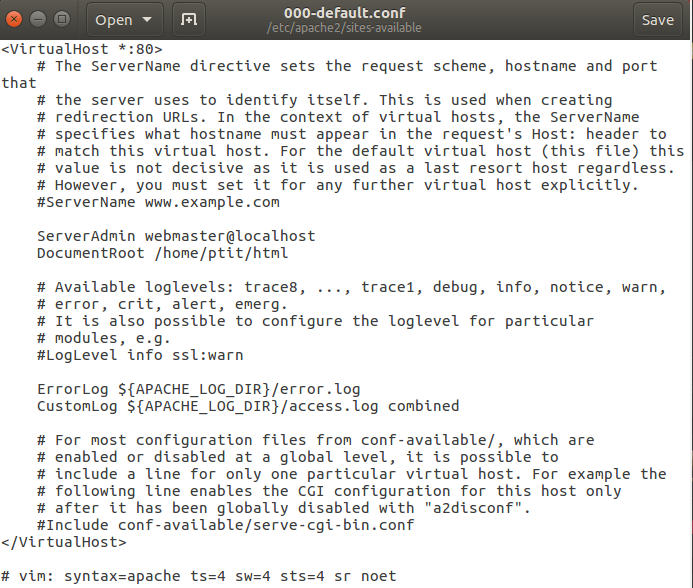 Open
000-default.conf
/etc/apache2/sites-available
Save
<VirtualHost *:80>
    # The ServerName directive sets the request scheme, hostname and port
that
    # the server uses to identify itself. This is used when creating
    # redirection URLs. In the context of virtual hosts, the ServerName
    # specifies what hostname must appear in the request's Host: header to
    # match this virtual host. For the default virtual host (this file) this
    # value is not decisive as it is used as a last resort host regardless.
    # However, you must set it for any further virtual host explicitly.
    #ServerName www.example.com

    ServerAdmin webmaster@localhost
    DocumentRoot /home/ptit/html

    # Available loglevels: trace8, ..., trace1, debug, info, notice, warn,
    # error, crit, alert, emerg.
    # It is also possible to configure the loglevel for particular
    # modules, e.g.
    #LogLevel info ssl:warn

    ErrorLog ${APACHE_LOG_DIR}/error.log
    CustomLog ${APACHE_LOG_DIR}/access.log combined

    # For most configuration files from conf-available/, which are
    # enabled or disabled at a global level, it is possible to
    # include a line for only one particular virtual host. For example the
    # following line enables the CGI configuration for this host only
    # after it has been globally disabled with "a2disconf".
    #Include conf-available/serve-cgi-bin.conf
</VirtualHost>

# vim: syntax=apache ts=4 sw=4 sts=4 sr noet